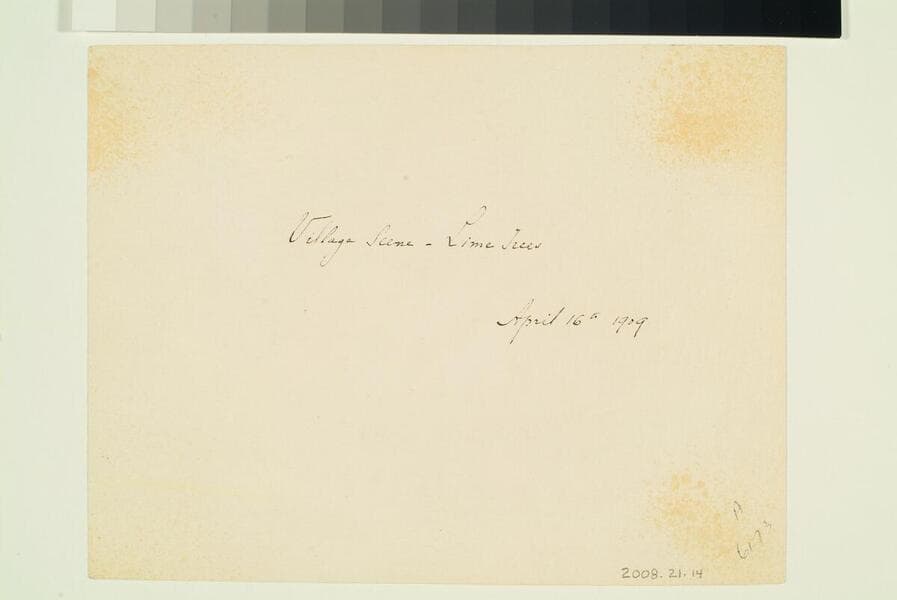 Village Scene - Lime Trees
April 16th 1909
2008.21.14